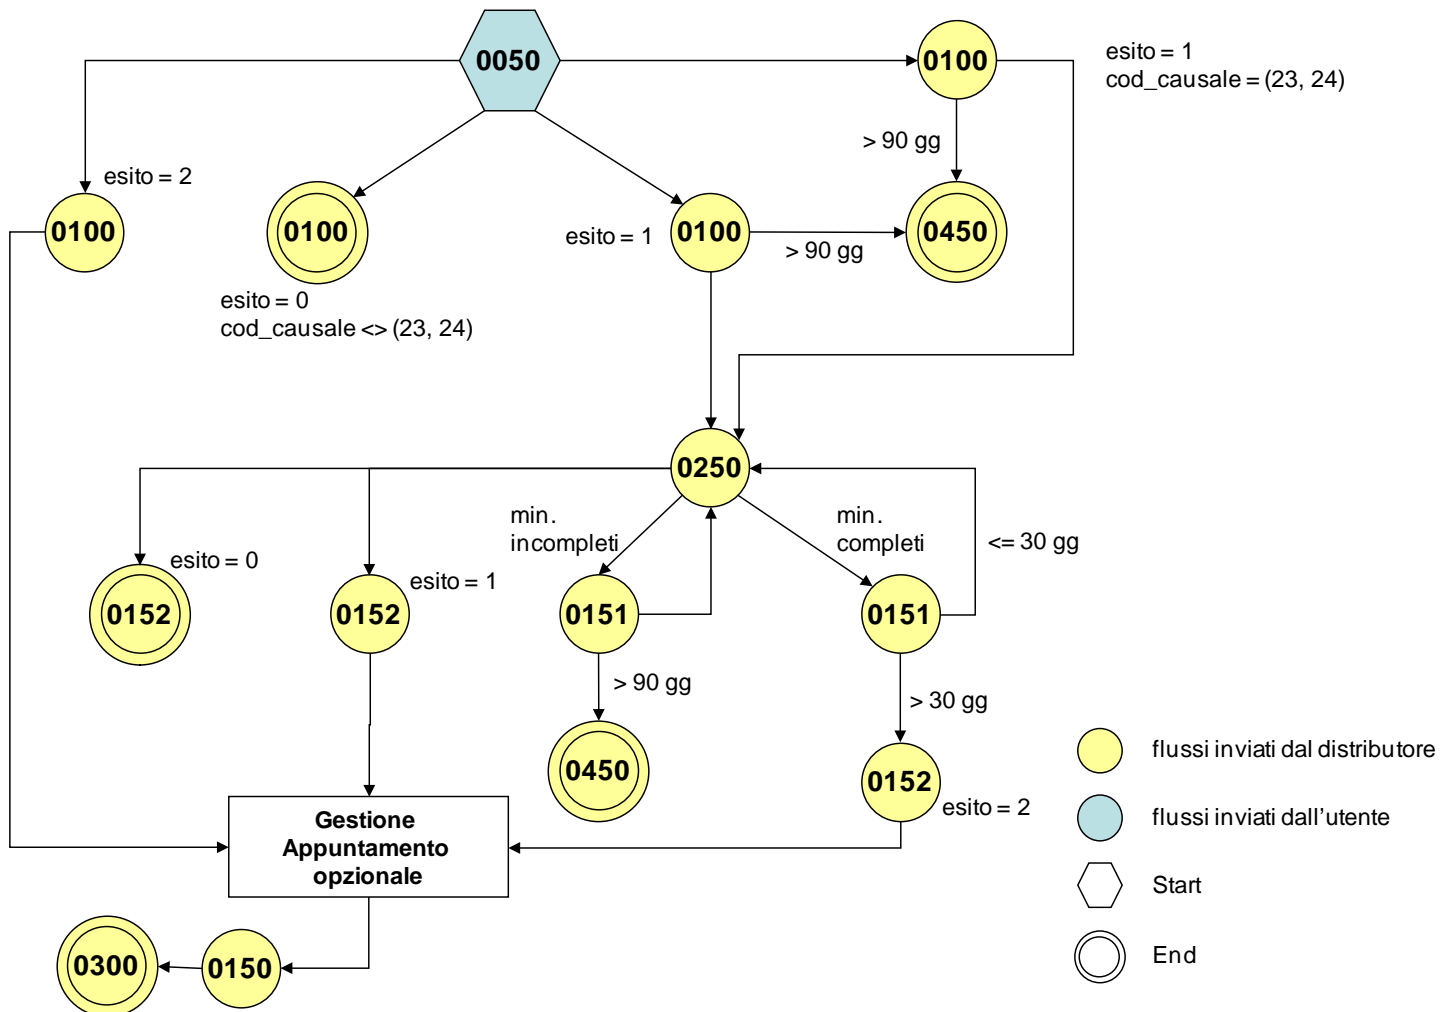 0050
0100
esito = 1
cod_causale = (23, 24)
> 90 gg
esito = 2
0100
0100
esito = 1
0100
> 90 gg
0450
esito = 0
cod_causale <> (23, 24)
0250
min.
incompleti
min.
completi
<= 30 gg
esito = 0
0152
esito = 1
0152
0151
0151
> 90 gg
> 30 gg
0450
0152
esito = 2
Gestione
Appuntamento
opzionale
0300
0150
flussi inviati dal distributore
flussi inviati dall'utente
Start
End